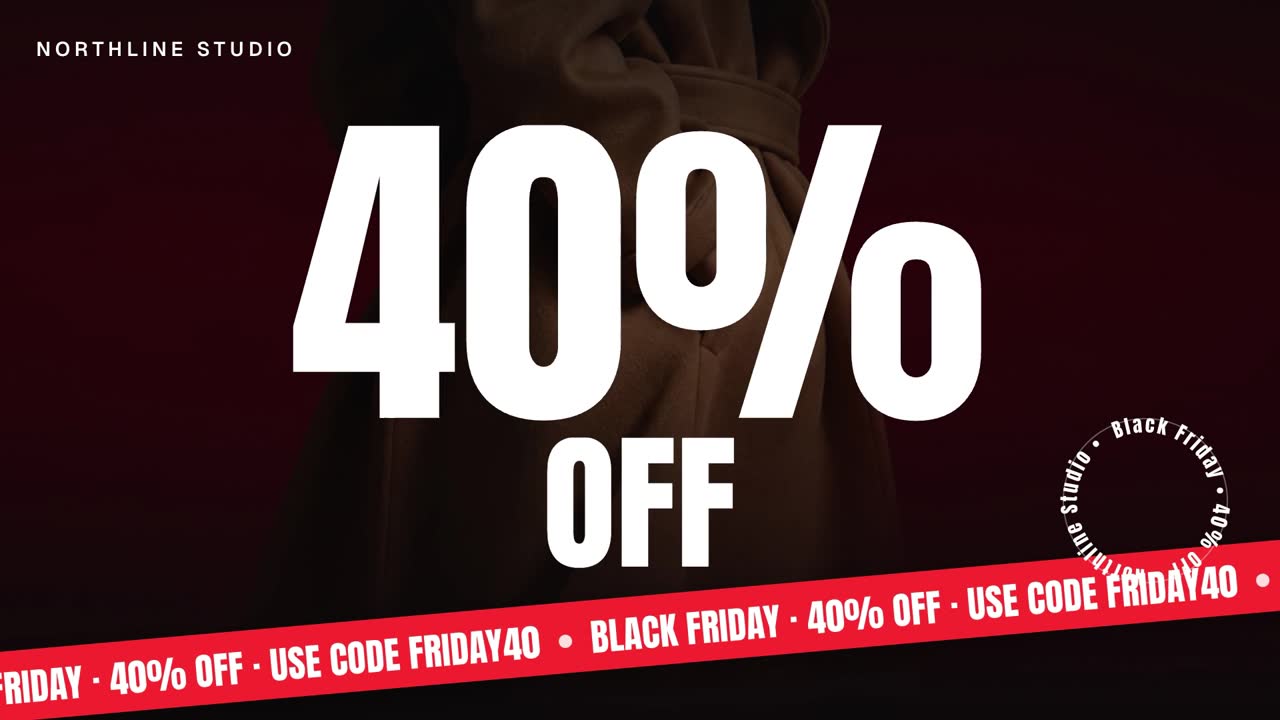 NORTHLINE STUDIO
40%
OFF
Black Friday • 40% off • Northline Studio •
FRIDAY · 40% OFF · USE CODE FRIDAY40 • BLACK FRIDAY · 40% OFF · USE CODE FRIDAY40 •